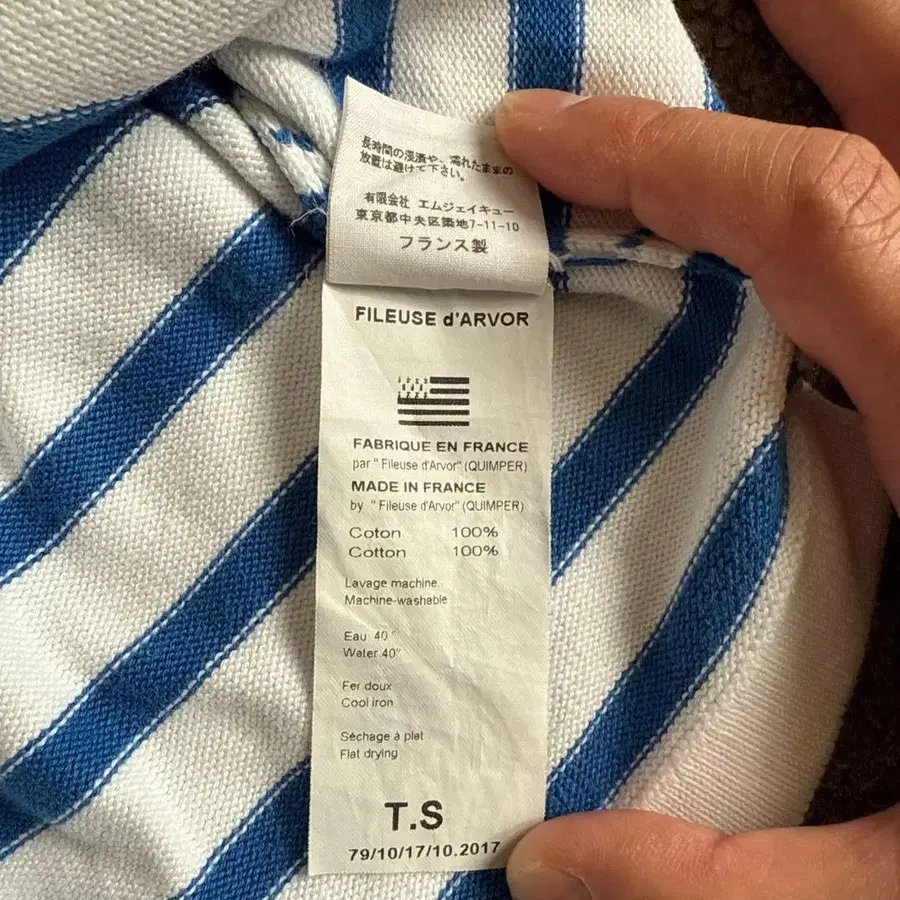 長時間の浸漬や、濡れたままの
放置は避けて下さい。
有限会社 エムジェイキュー
東京都中央区築地7-11-10
フランス製
FILEUSE d'ARVOR
FABRIQUE EN FRANCE
par " Fileuse d'Arvor" (QUIMPER)
MADE IN FRANCE
by " Fileuse d'Arvor" (QUIMPER)
Coton 100%
Cotton 100%
Lavage machine
Machine-washable
Eau 40°
Water 40°
Fer doux
Cool iron
Séchage à plat
Flat drying
T.S
79/10/17/10.2017